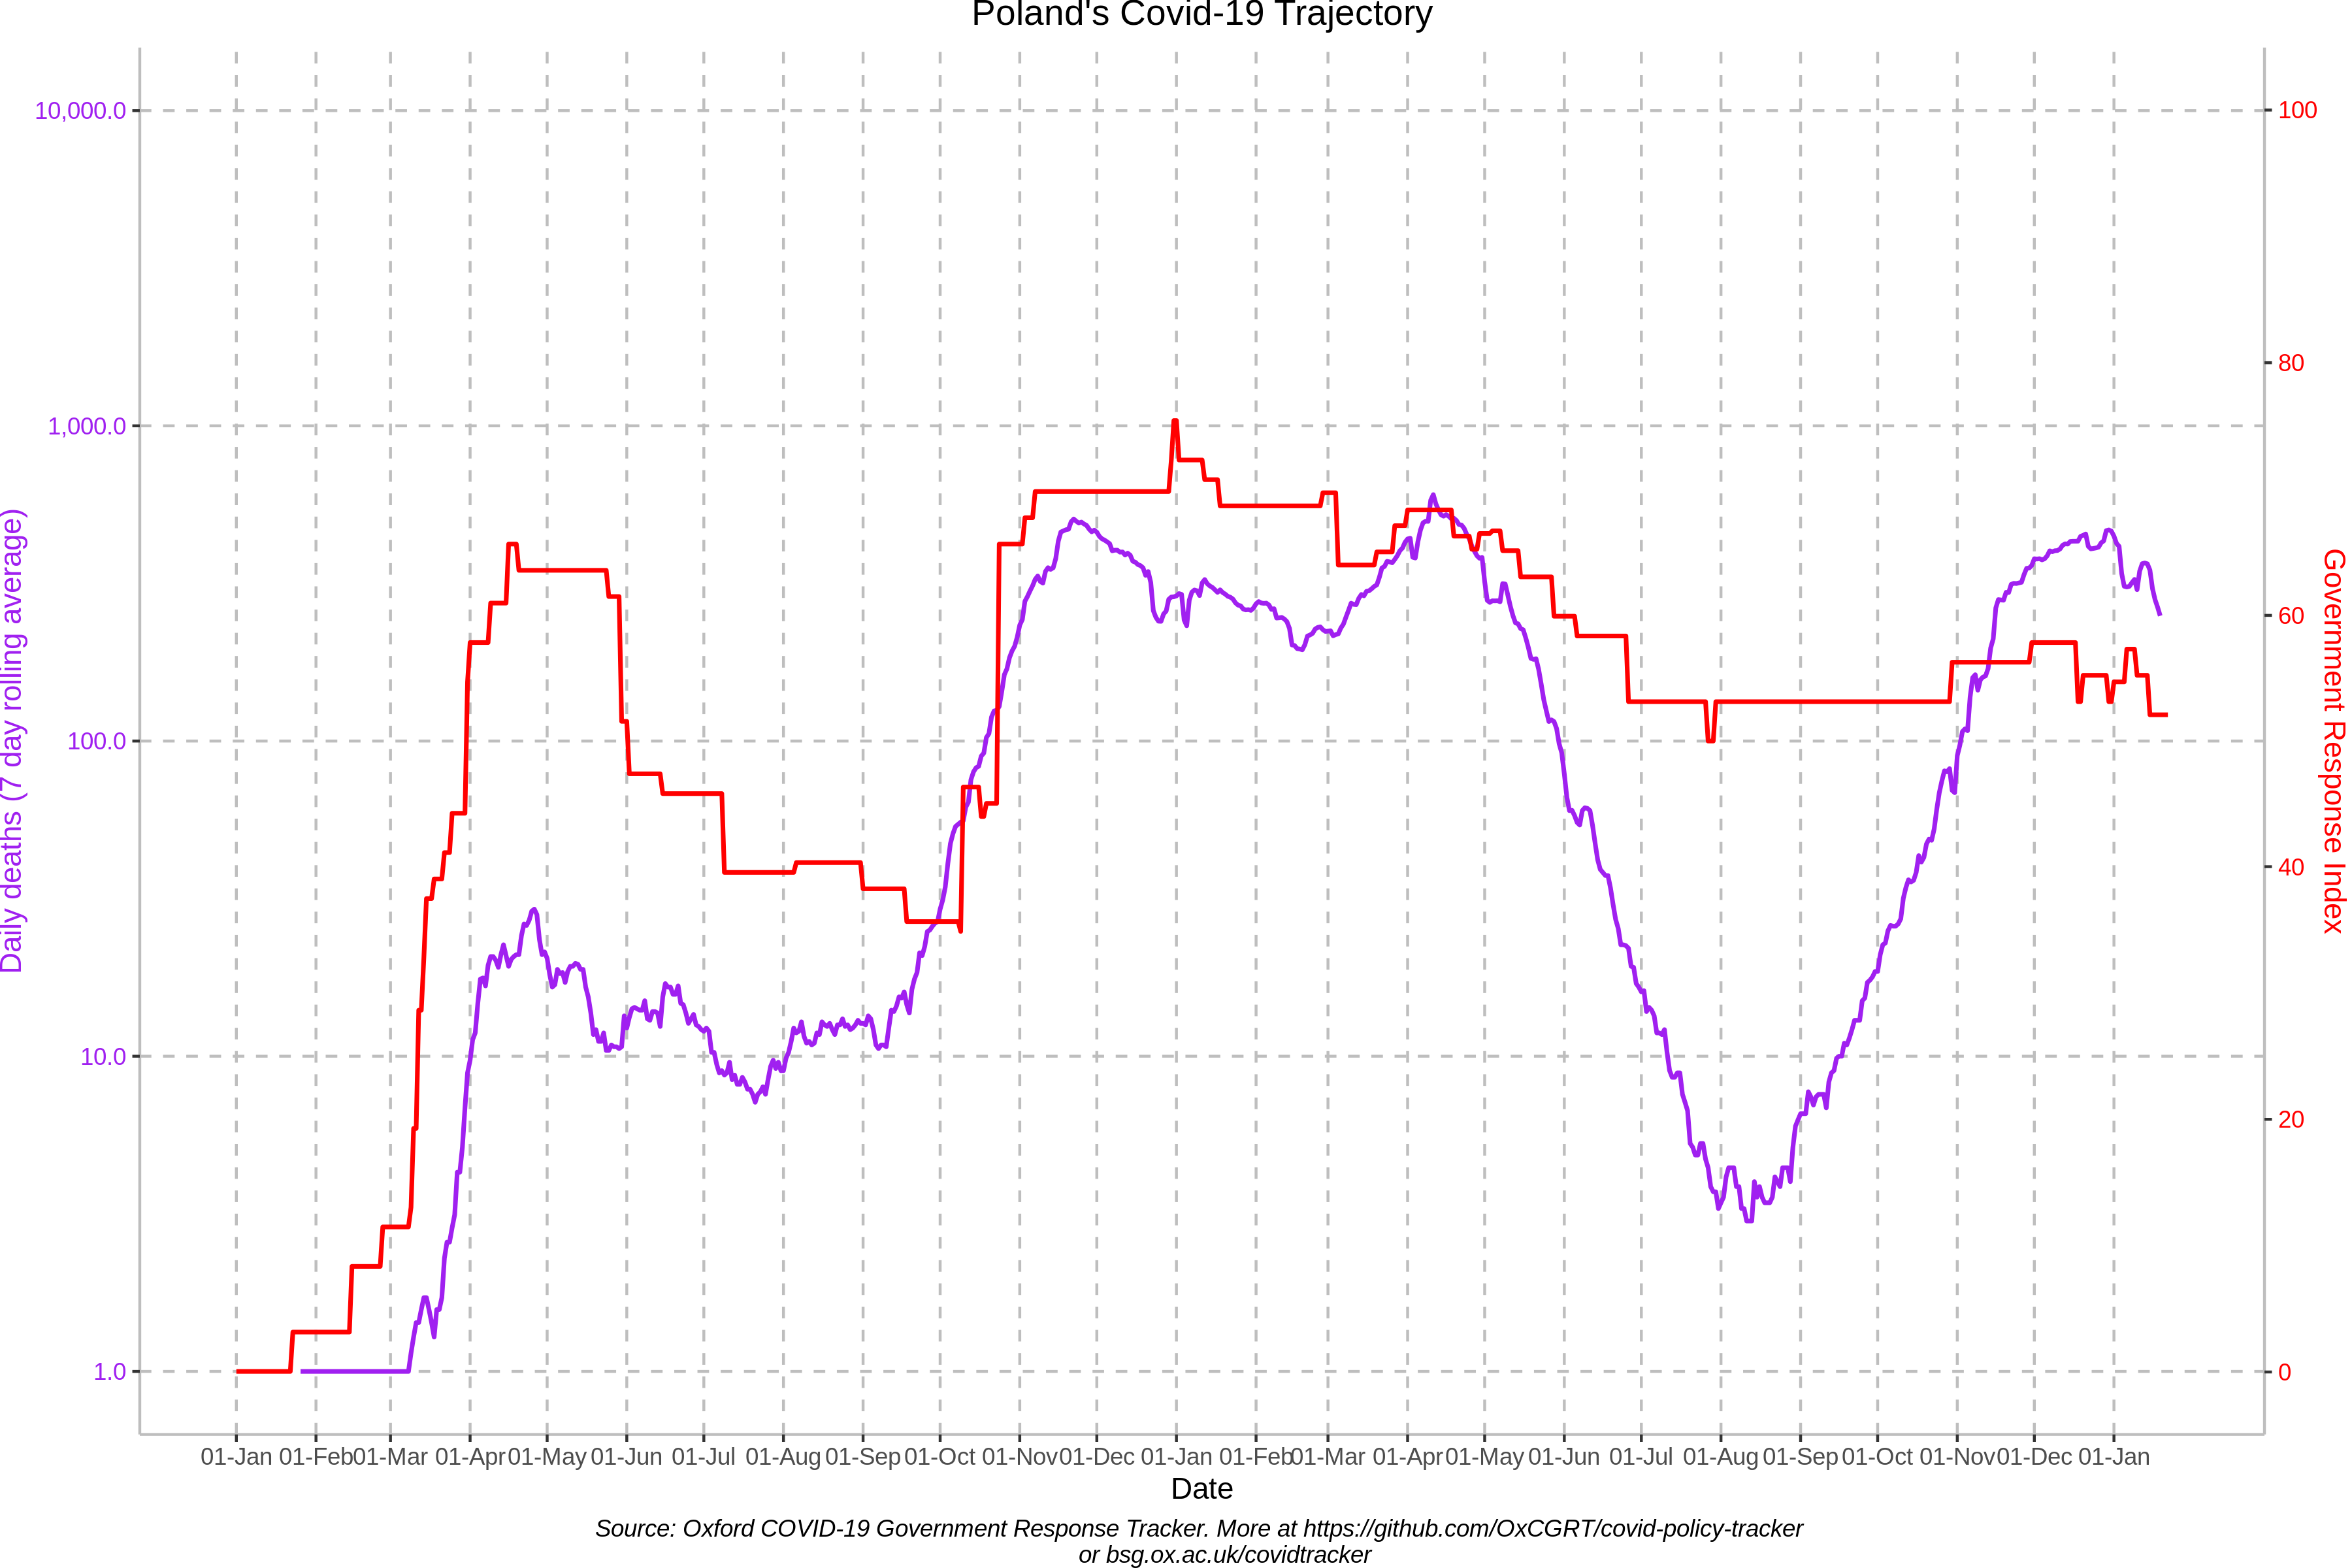 Poland's Covid-19 Trajectory
10,000.0
1,000.0
100.0
10.0
1.0
Daily deaths (7 day rolling average)
100
80
60
40
20
0
Government Response Index
01-Jan 01-Feb 01-Mar 01-Apr 01-May 01-Jun 01-Jul 01-Aug 01-Sep 01-Oct 01-Nov 01-Dec 01-Jan 01-Feb 01-Mar 01-Apr 01-May 01-Jun 01-Jul 01-Aug 01-Sep 01-Oct 01-Nov 01-Dec 01-Jan
Date
Source: Oxford COVID-19 Government Response Tracker. More at https://github.com/OxCGRT/covid-policy-tracker
or bsg.ox.ac.uk/covidtracker